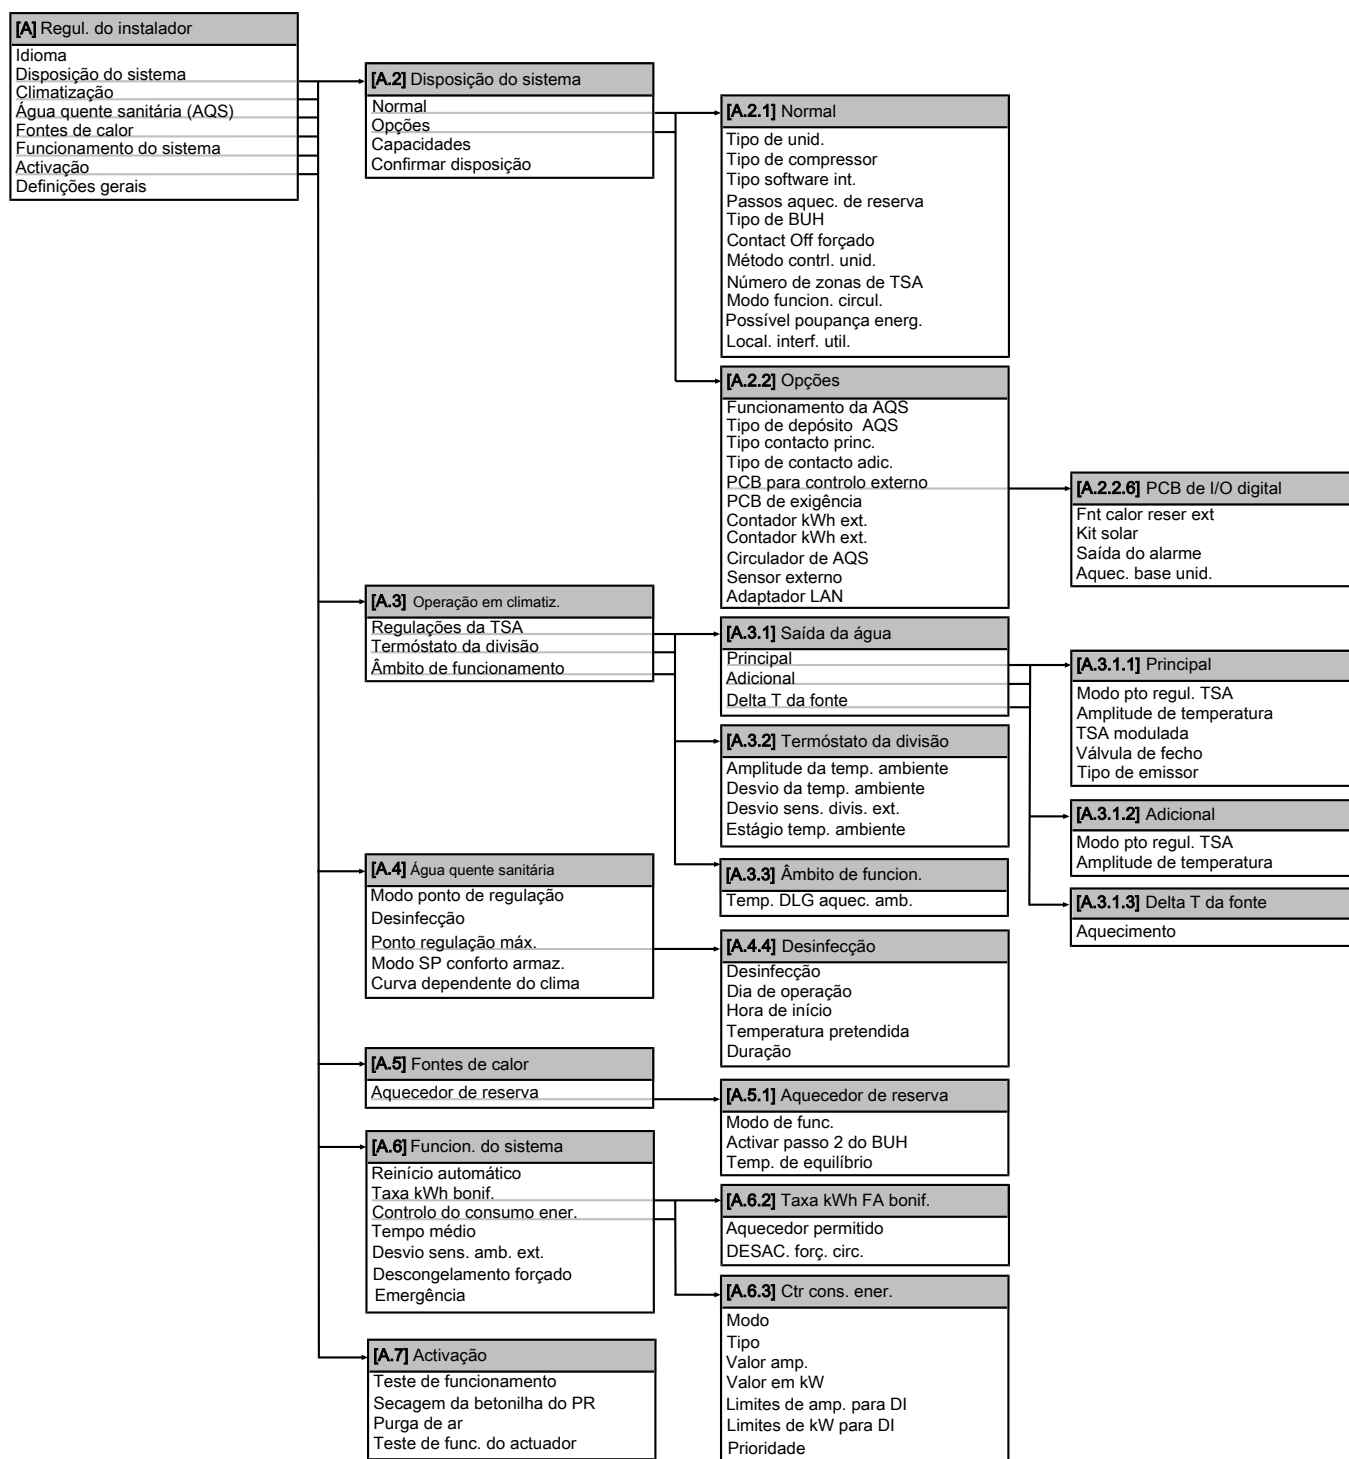 [A] Regul. do instalador
Idioma
Disposição do sistema
Climatização
Água quente sanitária (AQS)
Fontes de calor
Funcionamento do sistema
Activação
Definições gerais
[A.2] Disposição do sistema
Normal
Opções
Capacidades
Confirmar disposição
[A.2.1] Normal
Tipo de unid.
Tipo de compressor
Tipo software int.
Passos aquec. de reserva
Tipo de BUH
Contact Off forçado
Método contrl. unid.
Número de zonas de TSA
Modo funcion. circul.
Possível poupança energ.
Local. interf. util.
[A.2.2] Opções
Funcionamento da AQS
Tipo de depósito  AQS
Tipo contacto princ.
Tipo de contacto adic.
PCB para controlo externo
PCB de exigência
Contador kWh ext.
Contador kWh ext.
Circulador de AQS
Sensor externo
Adaptador LAN
[A.2.2.6] PCB de I/O digital
Fnt calor reser ext
Kit solar
Saída do alarme
Aquec. base unid.
[A.3] Operação em climatiz.
Regulações da TSA
Termóstato da divisão
Âmbito de funcionamento
[A.3.1] Saída da água
Principal
Adicional
Delta T da fonte
[A.3.1.1] Principal
Modo pto regul. TSA
Amplitude de temperatura
TSA modulada
Válvula de fecho
Tipo de emissor
[A.3.1.2] Adicional
Modo pto regul. TSA
Amplitude de temperatura
[A.3.1.3] Delta T da fonte
Aquecimento
[A.3.2] Termóstato da divisão
Amplitude da temp. ambiente
Desvio da temp. ambiente
Desvio sens. divis. ext.
Estágio temp. ambiente
[A.3.3] Âmbito de funcion.
Temp. DLG aquec. amb.
[A.4] Água quente sanitária
Modo ponto de regulação
Desinfecção
Ponto regulação máx.
Modo SP conforto armaz.
Curva dependente do clima
[A.4.4] Desinfecção
Desinfecção
Dia de operação
Hora de início
Temperatura pretendida
Duração
[A.5] Fontes de calor
Aquecedor de reserva
[A.5.1] Aquecedor de reserva
Modo de func.
Activar passo 2 do BUH
Temp. de equilíbrio
[A.6] Funcion. do sistema
Reinício automático
Taxa kWh bonif.
Controlo do consumo ener.
Tempo médio
Desvio sens. amb. ext.
Descongelamento forçado
Emergência
[A.6.2] Taxa kWh FA bonif.
Aquecedor permitido
DESAC. forç. circ.
[A.6.3] Ctr cons. ener.
Modo
Tipo
Valor amp.
Valor em kW
Limites de amp. para DI
Limites de kW para DI
Prioridade
[A.7] Activação
Teste de funcionamento
Secagem da betonilha do PR
Purga de ar
Teste de func. do actuador